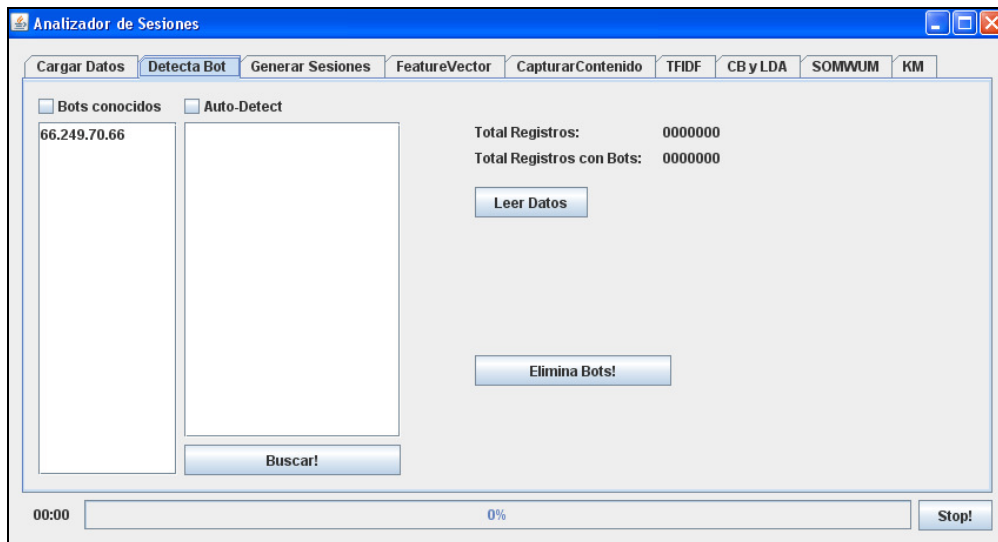 Analizador de Sesiones
Cargar Datos Detecta Bot Generar Sesiones FeatureVector CapturarContenido TFIDF CB y LDA SOMWUM KM
Bots conocidos Auto-Detect
66.249.70.66
Total Registros: 0000000
Total Registros con Bots: 0000000
Leer Datos
Elimina Bots!
Buscar!
00:00 0% Stop!